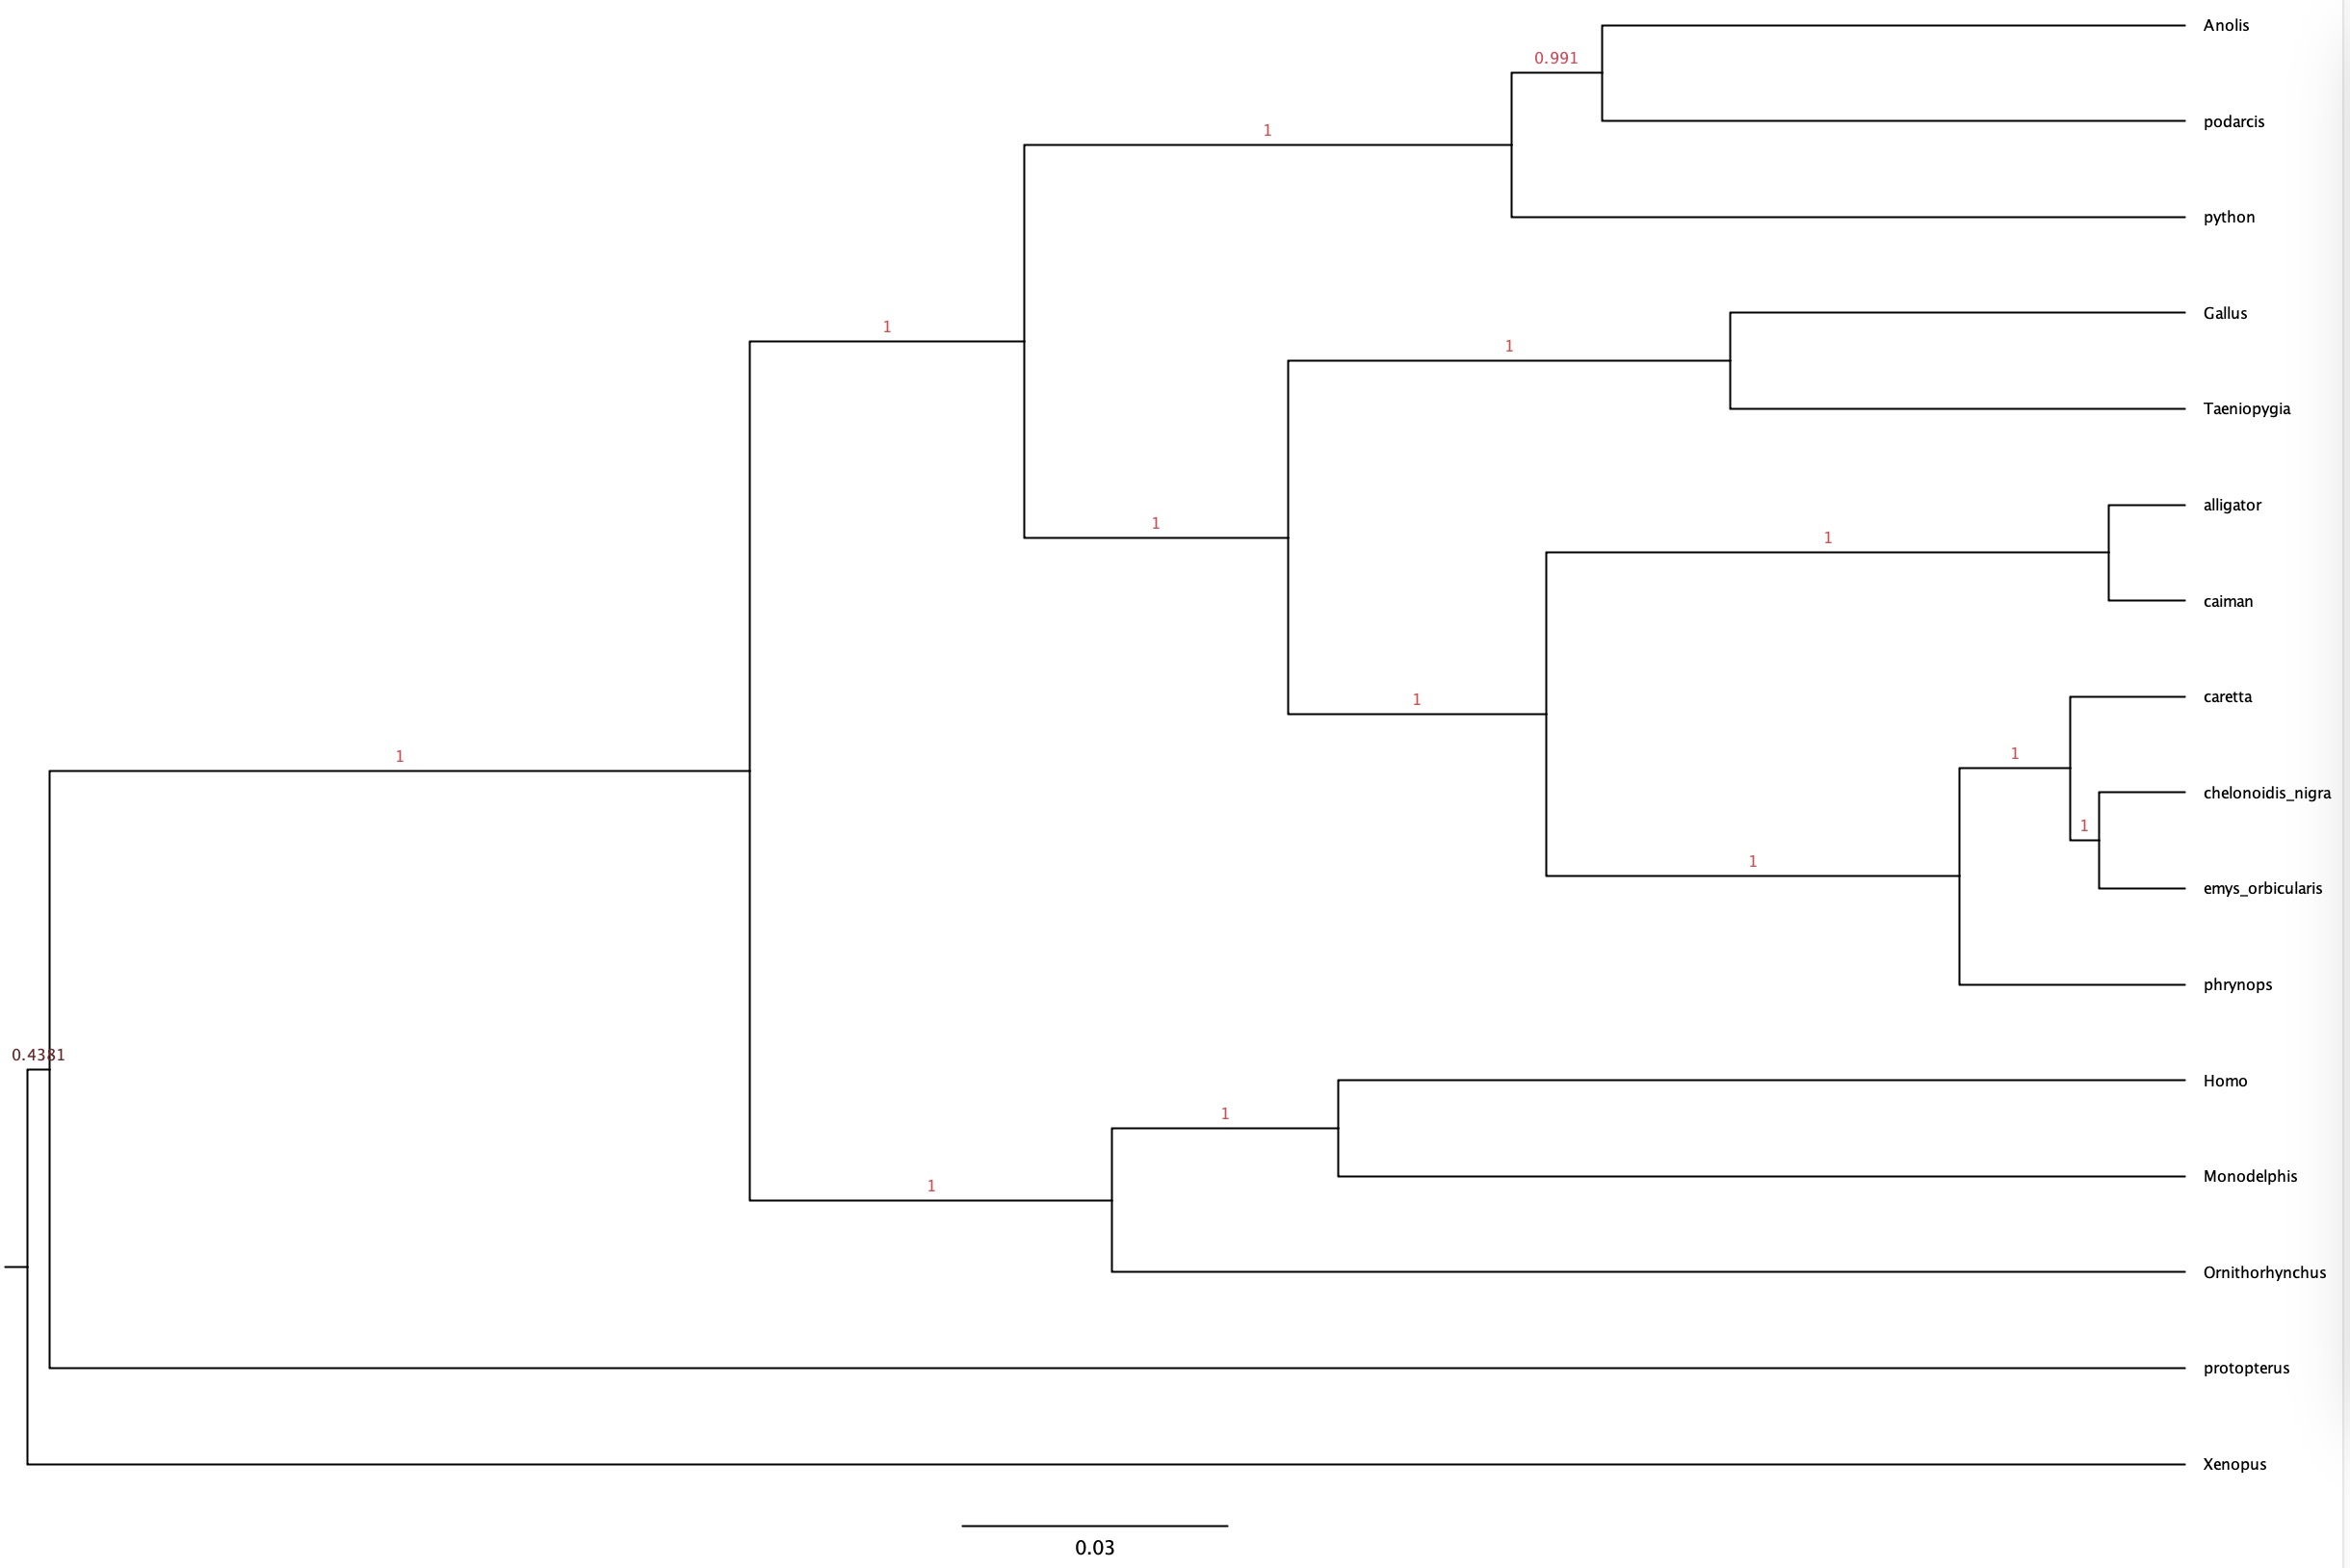 Anolis
0.991
podarcis
1
python
Gallus
1
1
Taeniopygia
alligator
1
1
caiman
caretta
1
1
1
chelonoidis_nigra
1
1
emys_orbicularis
phrynops
0.4381
Homo
1
Monodelphis
1
Ornithorhynchus
protopterus
Xenopus
0.03